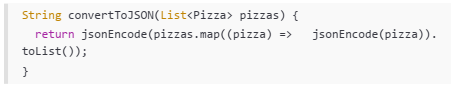 String convertToJSON(List<Pizza> pizzas) {
return jsonEncode(pizzas.map((pizza) => jsonEncode(pizza)).
toList());
}